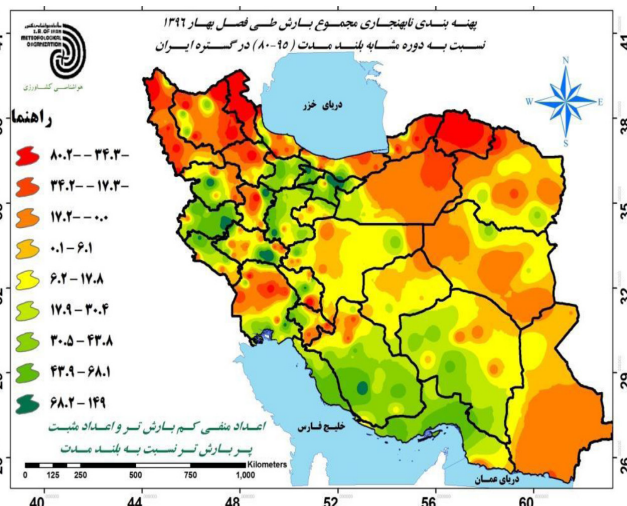 پهنه بندی نابهنجاری مجموع بارش طی فصل بهار ۱۳۹۶
نسبت به دوره مشابه بلند مدت (۹۵-۸۰) در گستره ایران
I.R. OF IRAN
METEOROLOGICAL
ORGANIZATION
هواشناسی کشاورزی
دریای خزر
N
W E
S
راهنما
۸۰.۲--۳۴.۳-
۳۴.۲--۱۷.۳-
۱۷.۲--۰.۰
۰.۱-۶.۱
۶.۲-۱۷.۸
۱۷.۹-۳۰.۴
۳۰.۵-۴۳.۸
۴۳.۹-۶۸.۱
۶۸.۲-۱۴۹
اعداد منفی کم بارش تر و اعداد مثبت
پر بارش تر نسبت به بلند مدت
خلیج فارس
دریای عمان
Kilometers
0 125 250 500 750 1,000
41
38
35
32
29
26
40 44 48 52 56 60